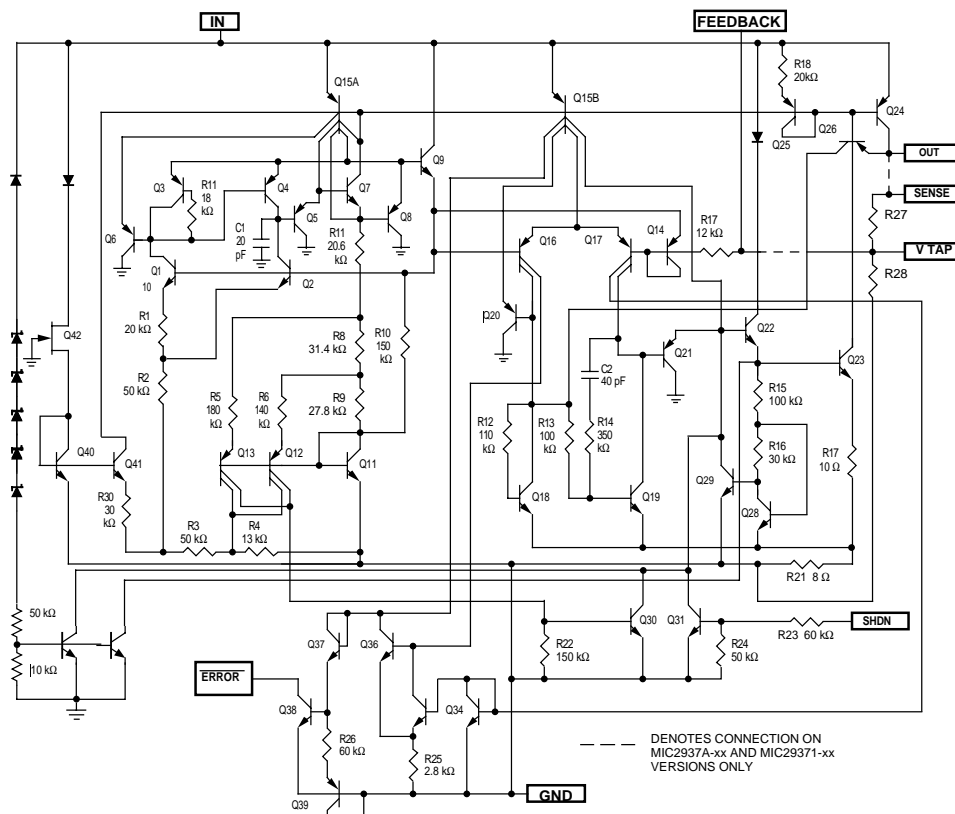 IN
FEEDBACK
R18
20kΩ
Q15A
Q15B
Q24
Q26
Q25
OUT
Q9
Q3
R11
18
kΩ
Q4
Q7
SENSE
Q5
Q8
R27
Q6
C1
20
pF
R11
20.6
kΩ
Q16
Q17
Q14
R17
12 kΩ
V TAP
Q1
10
Q2
R28
R1
20 kΩ
Q20
Q22
Q42
R8
31.4 kΩ
R10
150
kΩ
Q21
Q23
R2
50 kΩ
C2
40 pF
R15
100 kΩ
R5
180
kΩ
R6
140
kΩ
R9
27.8 kΩ
R12
110
kΩ
R13
100
kΩ
R14
350
kΩ
R16
30 kΩ
R17
10 Ω
Q40
Q41
Q13
Q12
Q11
Q29
Q18
Q19
R30
30
kΩ
Q28
R3
50 kΩ
R4
13 kΩ
R21 8 Ω
50 kΩ
Q30
Q31
SHDN
Q37
Q36
R22
150 kΩ
R24
50 kΩ
R23 60 kΩ
10 kΩ
ERROR
Q38
Q34
R26
60 kΩ
R25
2.8 kΩ
DENOTES CONNECTION ON
MIC2937A-xx AND MIC29371-xx
VERSIONS ONLY
Q39
GND